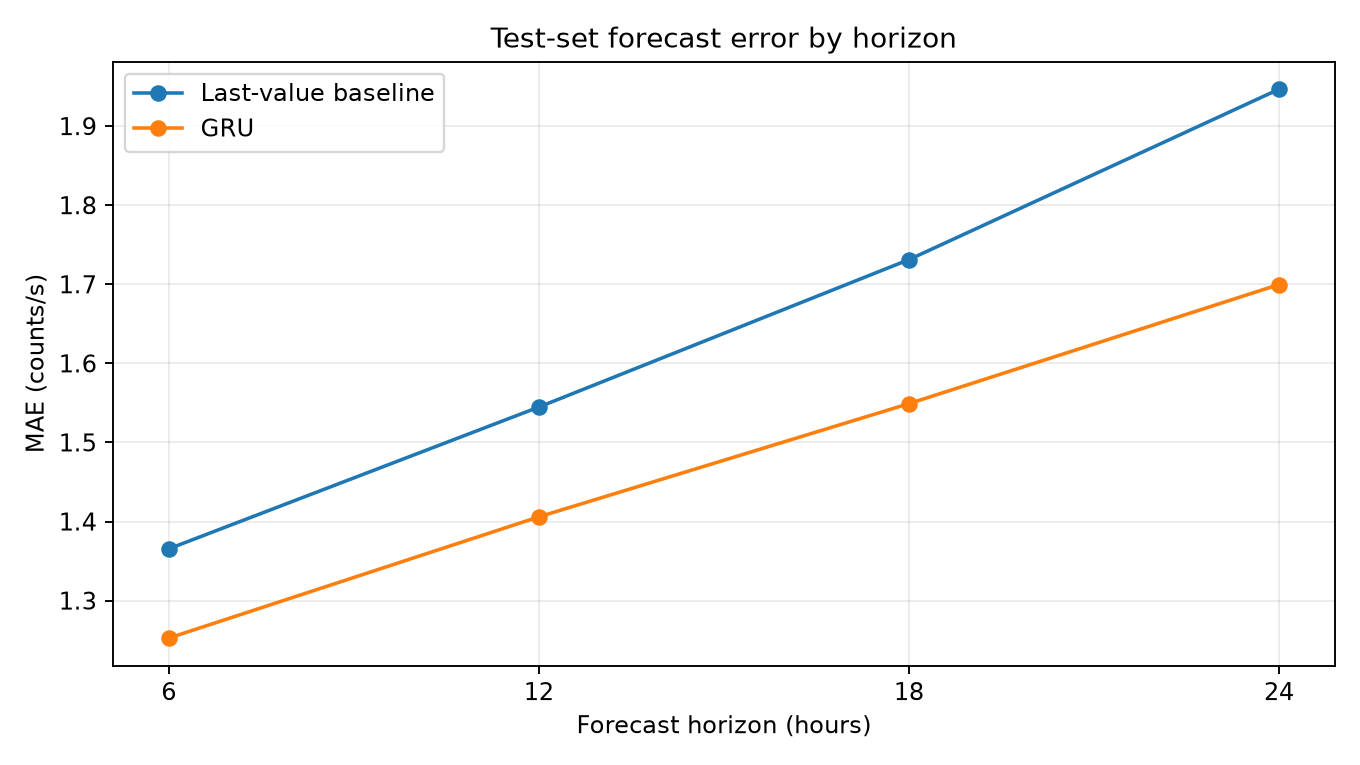 Test-set forecast error by horizon
Last-value baseline
GRU
MAE (counts/s)
1.9
1.8
1.7
1.6
1.5
1.4
1.3
6 12 18 24
Forecast horizon (hours)